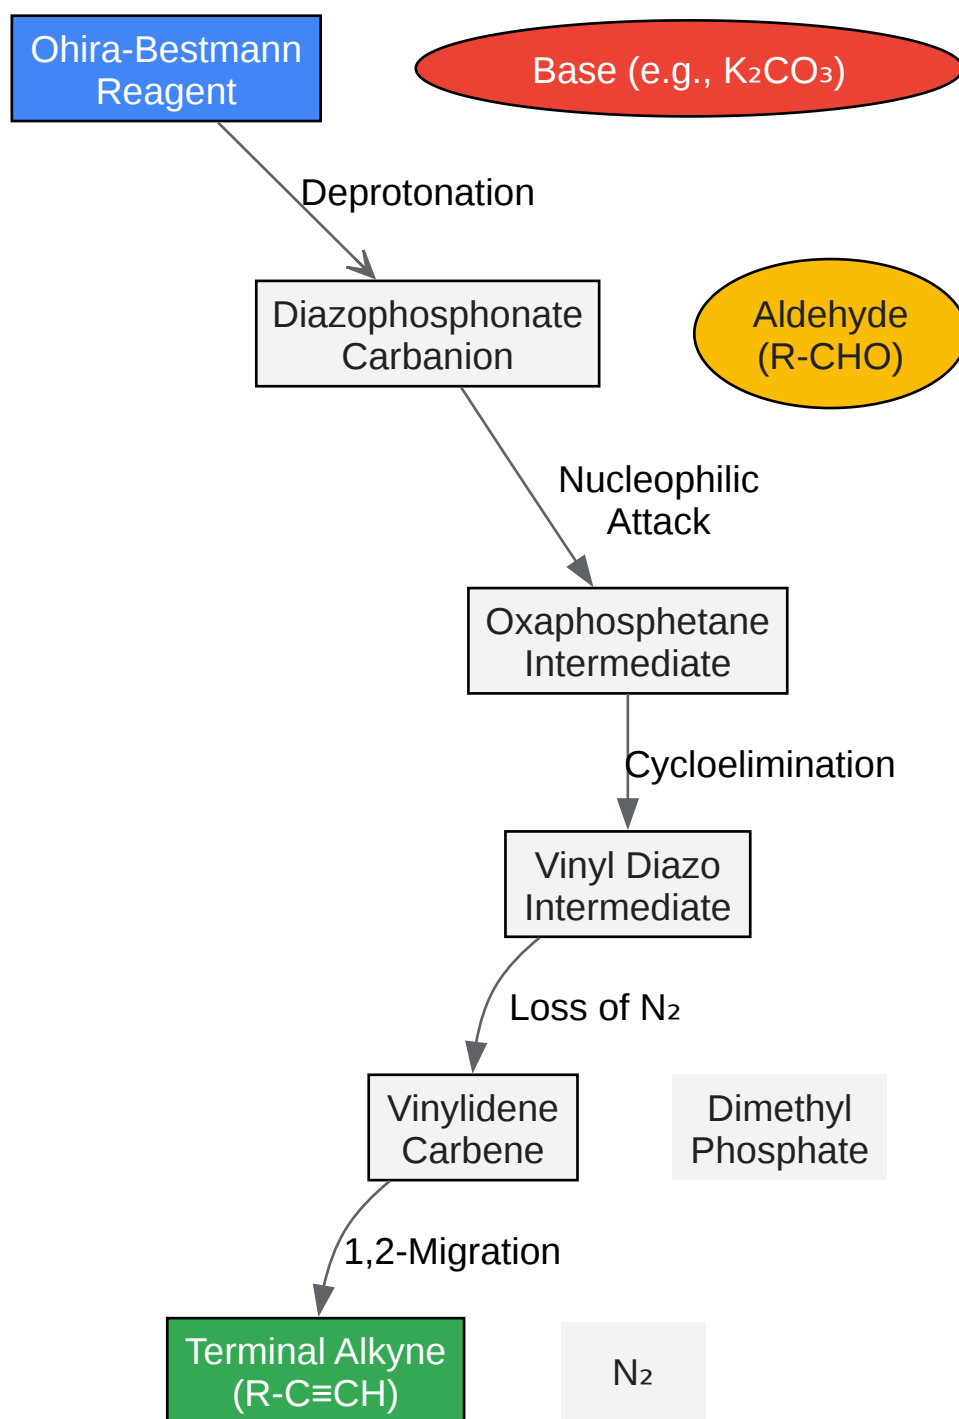 Ohira-Bestmann
Reagent
Base (e.g., K₂CO₃)
Deprotonation
Diazophosphonate
Carbanion
Aldehyde
(R-CHO)
Nucleophilic
Attack
Oxaphosphetane
Intermediate
Cycloelimination
Vinyl Diazo
Intermediate
Loss of N₂
Vinylidene
Carbene
Dimethyl
Phosphate
1,2-Migration
Terminal Alkyne
(R-C≡CH)
N₂